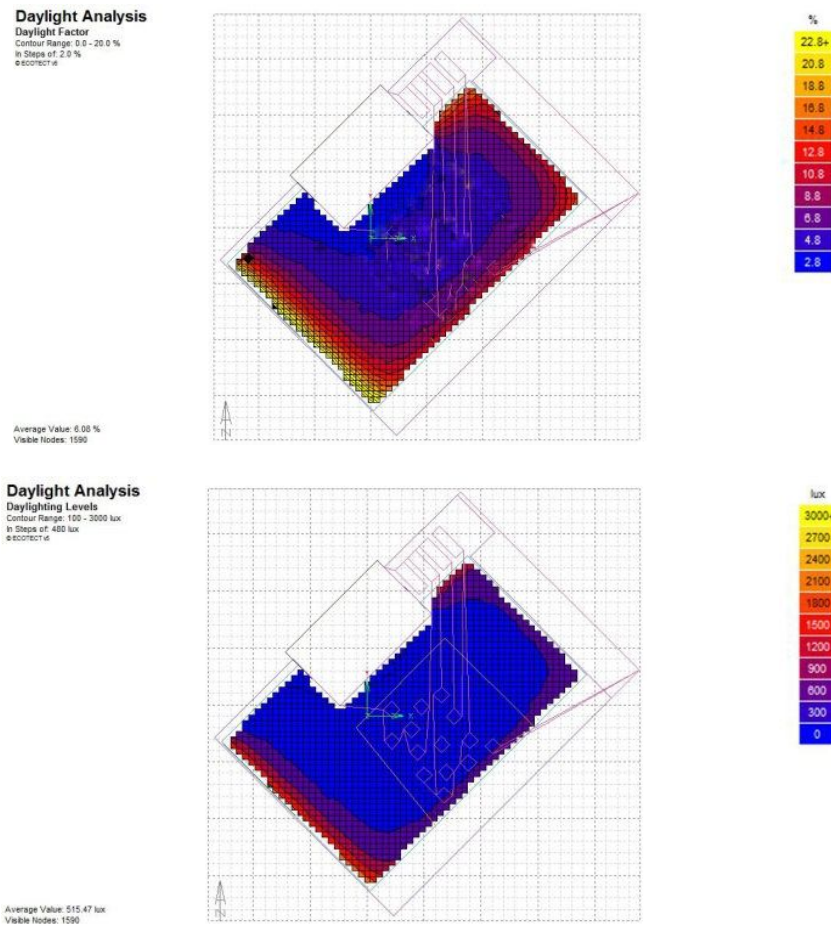 Daylight Analysis
Daylight Factor
Contour Range: 0.0 - 20.0 %
In Steps of: 2.0 %
© ECOTECT v5
%
22.8+
20.8
18.8
16.8
14.8
12.8
10.8
8.8
6.8
4.8
2.8
Y
X
N
Average Value: 6.08 %
Visible Nodes: 1590
Daylight Analysis
Daylighting Levels
Contour Range: 100 - 3000 lux
In Steps of: 480 lux
© ECOTECT v5
lux
3000+
2700
2400
2100
1800
1500
1200
900
600
300
0
X
N
Average Value: 515.47 lux
Visible Nodes: 1590